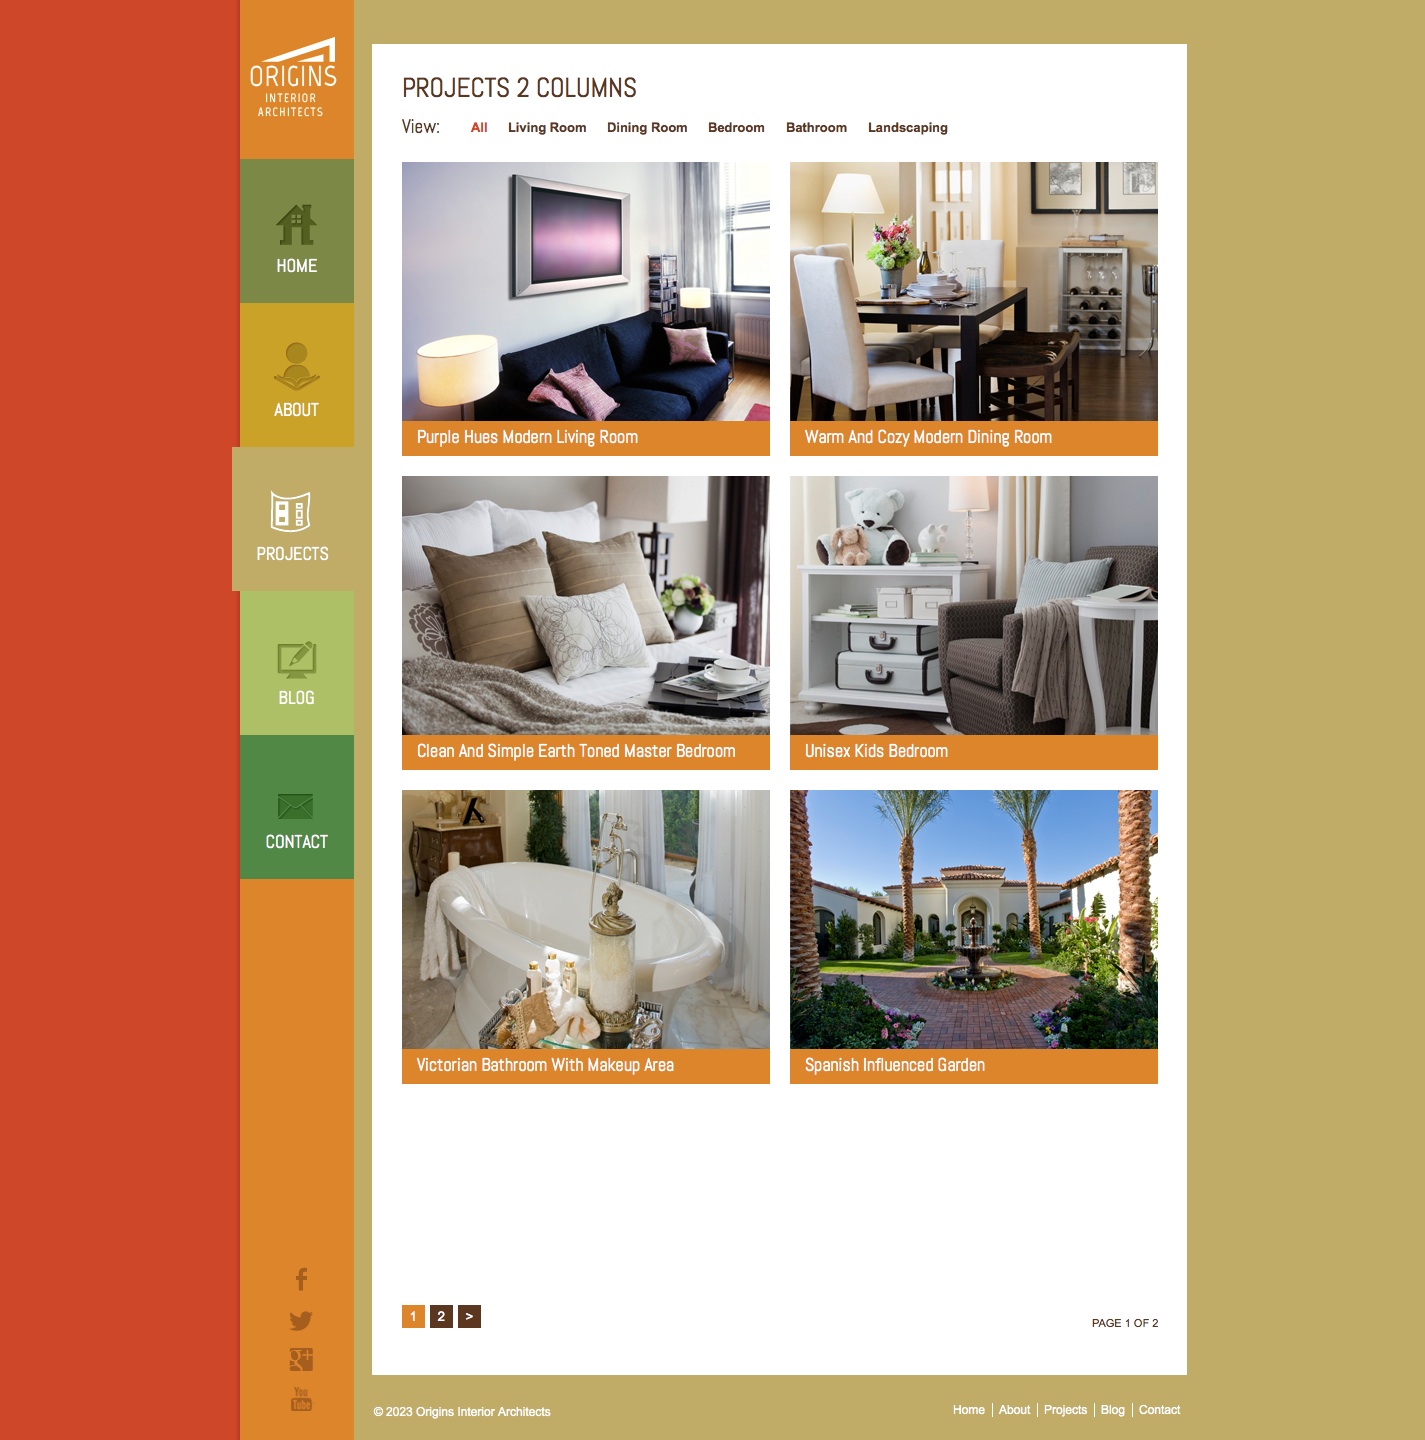 ORIGINS
INTERIOR
ARCHITECTS
HOME
ABOUT
PROJECTS
BLOG
CONTACT
You
Tube
PROJECTS 2 COLUMNS
View: All Living Room Dining Room Bedroom Bathroom Landscaping
Purple Hues Modern Living Room
Warm And Cozy Modern Dining Room
Clean And Simple Earth Toned Master Bedroom
Unisex Kids Bedroom
Victorian Bathroom With Makeup Area
Spanish Influenced Garden
1 2 >
PAGE 1 OF 2
© 2023 Origins Interior Architects
Home | About | Projects | Blog | Contact